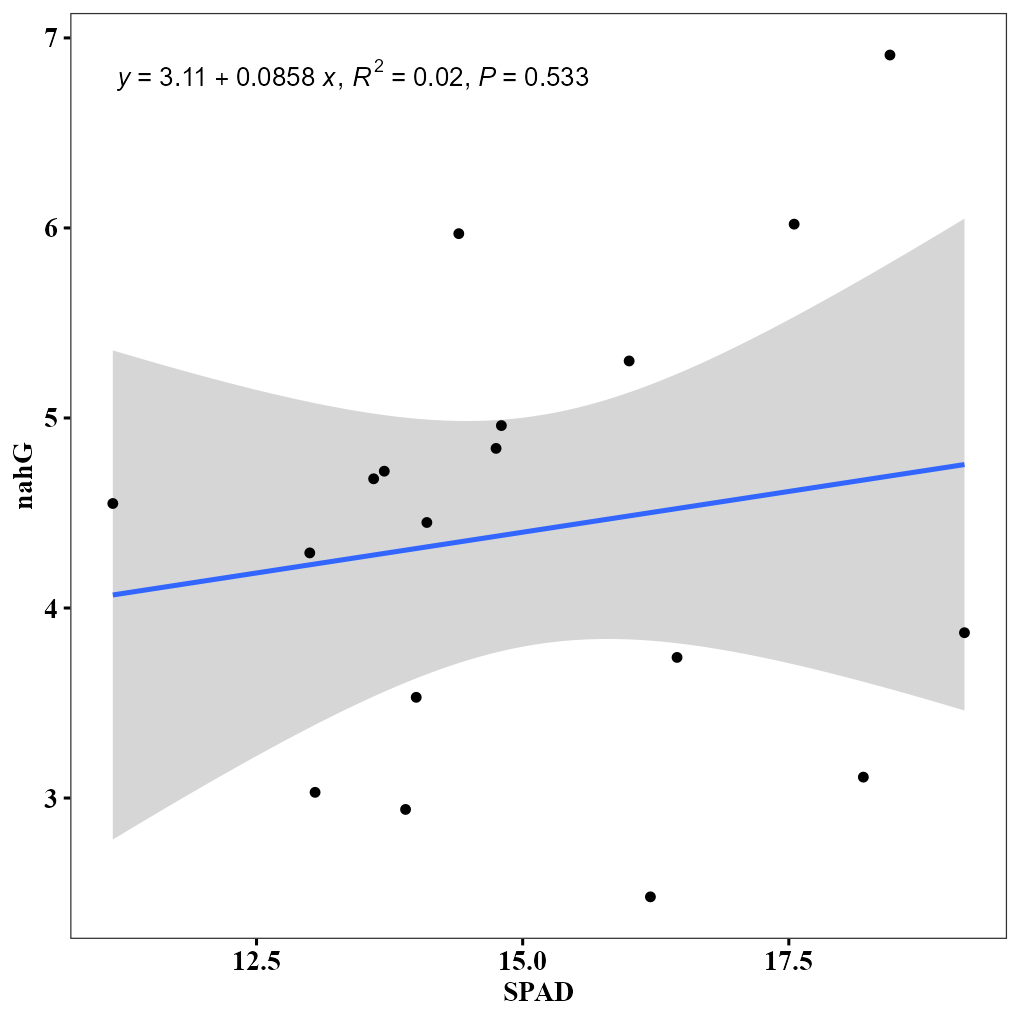 y = 3.11 + 0.0858 x, R² = 0.02, P = 0.533
7
6
5
4
3
nahG
12.5 15.0 17.5
SPAD